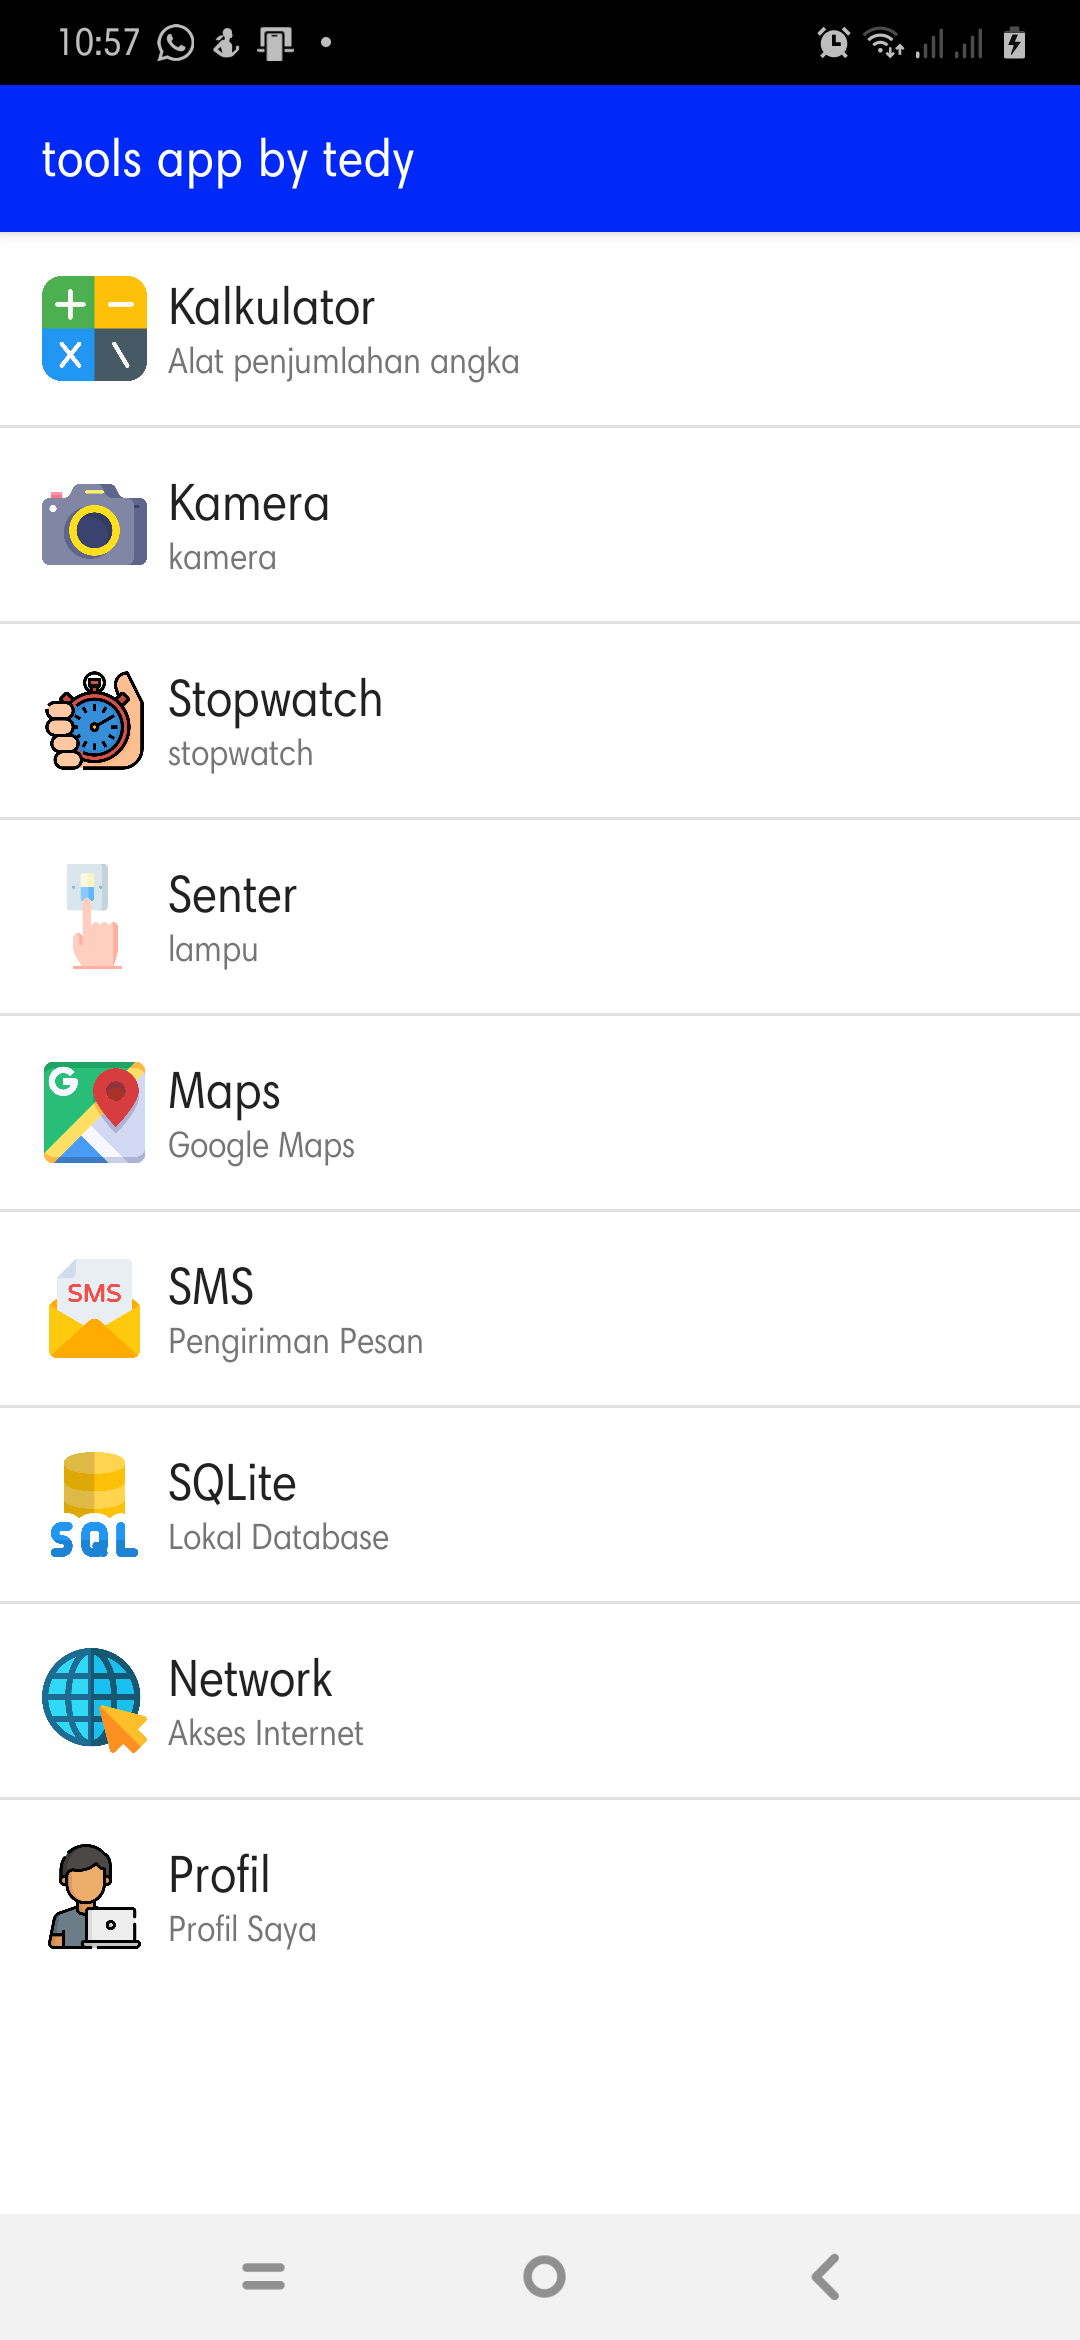 10:57
tools app by tedy
Kalkulator
Alat penjumlahan angka
Kamera
kamera
Stopwatch
stopwatch
Senter
lampu
G
Maps
Google Maps
SMS
SMS
Pengiriman Pesan
SQL
SQLite
Lokal Database
Network
Akses Internet
Profil
Profil Saya